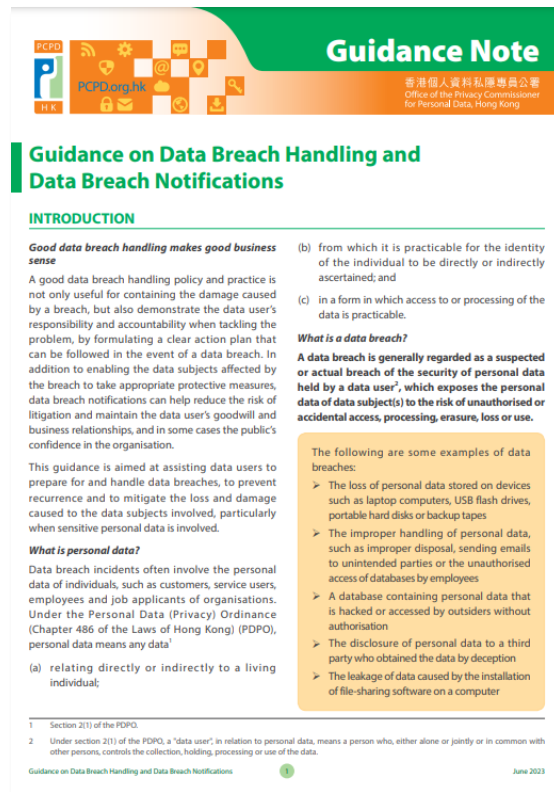 PCPD
HK
PCPD.org.hk
Guidance Note
香港個人資料私隱專員公署
Office of the Privacy Commissioner
for Personal Data, Hong Kong
Guidance on Data Breach Handling and
Data Breach Notifications
INTRODUCTION
Good data breach handling makes good business
sense
A good data breach handling policy and practice is
not only useful for containing the damage caused
by a breach, but also demonstrate the data user's
responsibility and accountability when tackling the
problem, by formulating a clear action plan that
can be followed in the event of a data breach. In
addition to enabling the data subjects affected by
the breach to take appropriate protective measures,
data breach notifications can help reduce the risk of
litigation and maintain the data user's goodwill and
business relationships, and in some cases the public's
confidence in the organisation.
This guidance is aimed at assisting data users to
prepare for and handle data breaches, to prevent
recurrence and to mitigate the loss and damage
caused to the data subjects involved, particularly
when sensitive personal data is involved.
What is personal data?
Data breach incidents often involve the personal
data of individuals, such as customers, service users,
employees and job applicants of organisations.
Under the Personal Data (Privacy) Ordinance
(Chapter 486 of the Laws of Hong Kong) (PDPO),
personal data means any data1
(a) relating directly or indirectly to a living
individual;
(b) from which it is practicable for the identity
of the individual to be directly or indirectly
ascertained; and
(c) in a form in which access to or processing of the
data is practicable.
What is a data breach?
A data breach is generally regarded as a suspected
or actual breach of the security of personal data
held by a data user2, which exposes the personal
data of data subject(s) to the risk of unauthorised or
accidental access, processing, erasure, loss or use.
The following are some examples of data
breaches:
➢ The loss of personal data stored on devices
such as laptop computers, USB flash drives,
portable hard disks or backup tapes
➢ The improper handling of personal data,
such as improper disposal, sending emails
to unintended parties or the unauthorised
access of databases by employees
➢ A database containing personal data that
is hacked or accessed by outsiders without
authorisation
➢ The disclosure of personal data to a third
party who obtained the data by deception
➢ The leakage of data caused by the installation
of file-sharing software on a computer
1 Section 2(1) of the PDPO.
2 Under section 2(1) of the PDPO, a "data user", in relation to personal data, means a person who, either alone or jointly or in common with
other persons, controls the collection, holding, processing or use of the data.
Guidance on Data Breach Handling and Data Breach Notifications
1
June 2023